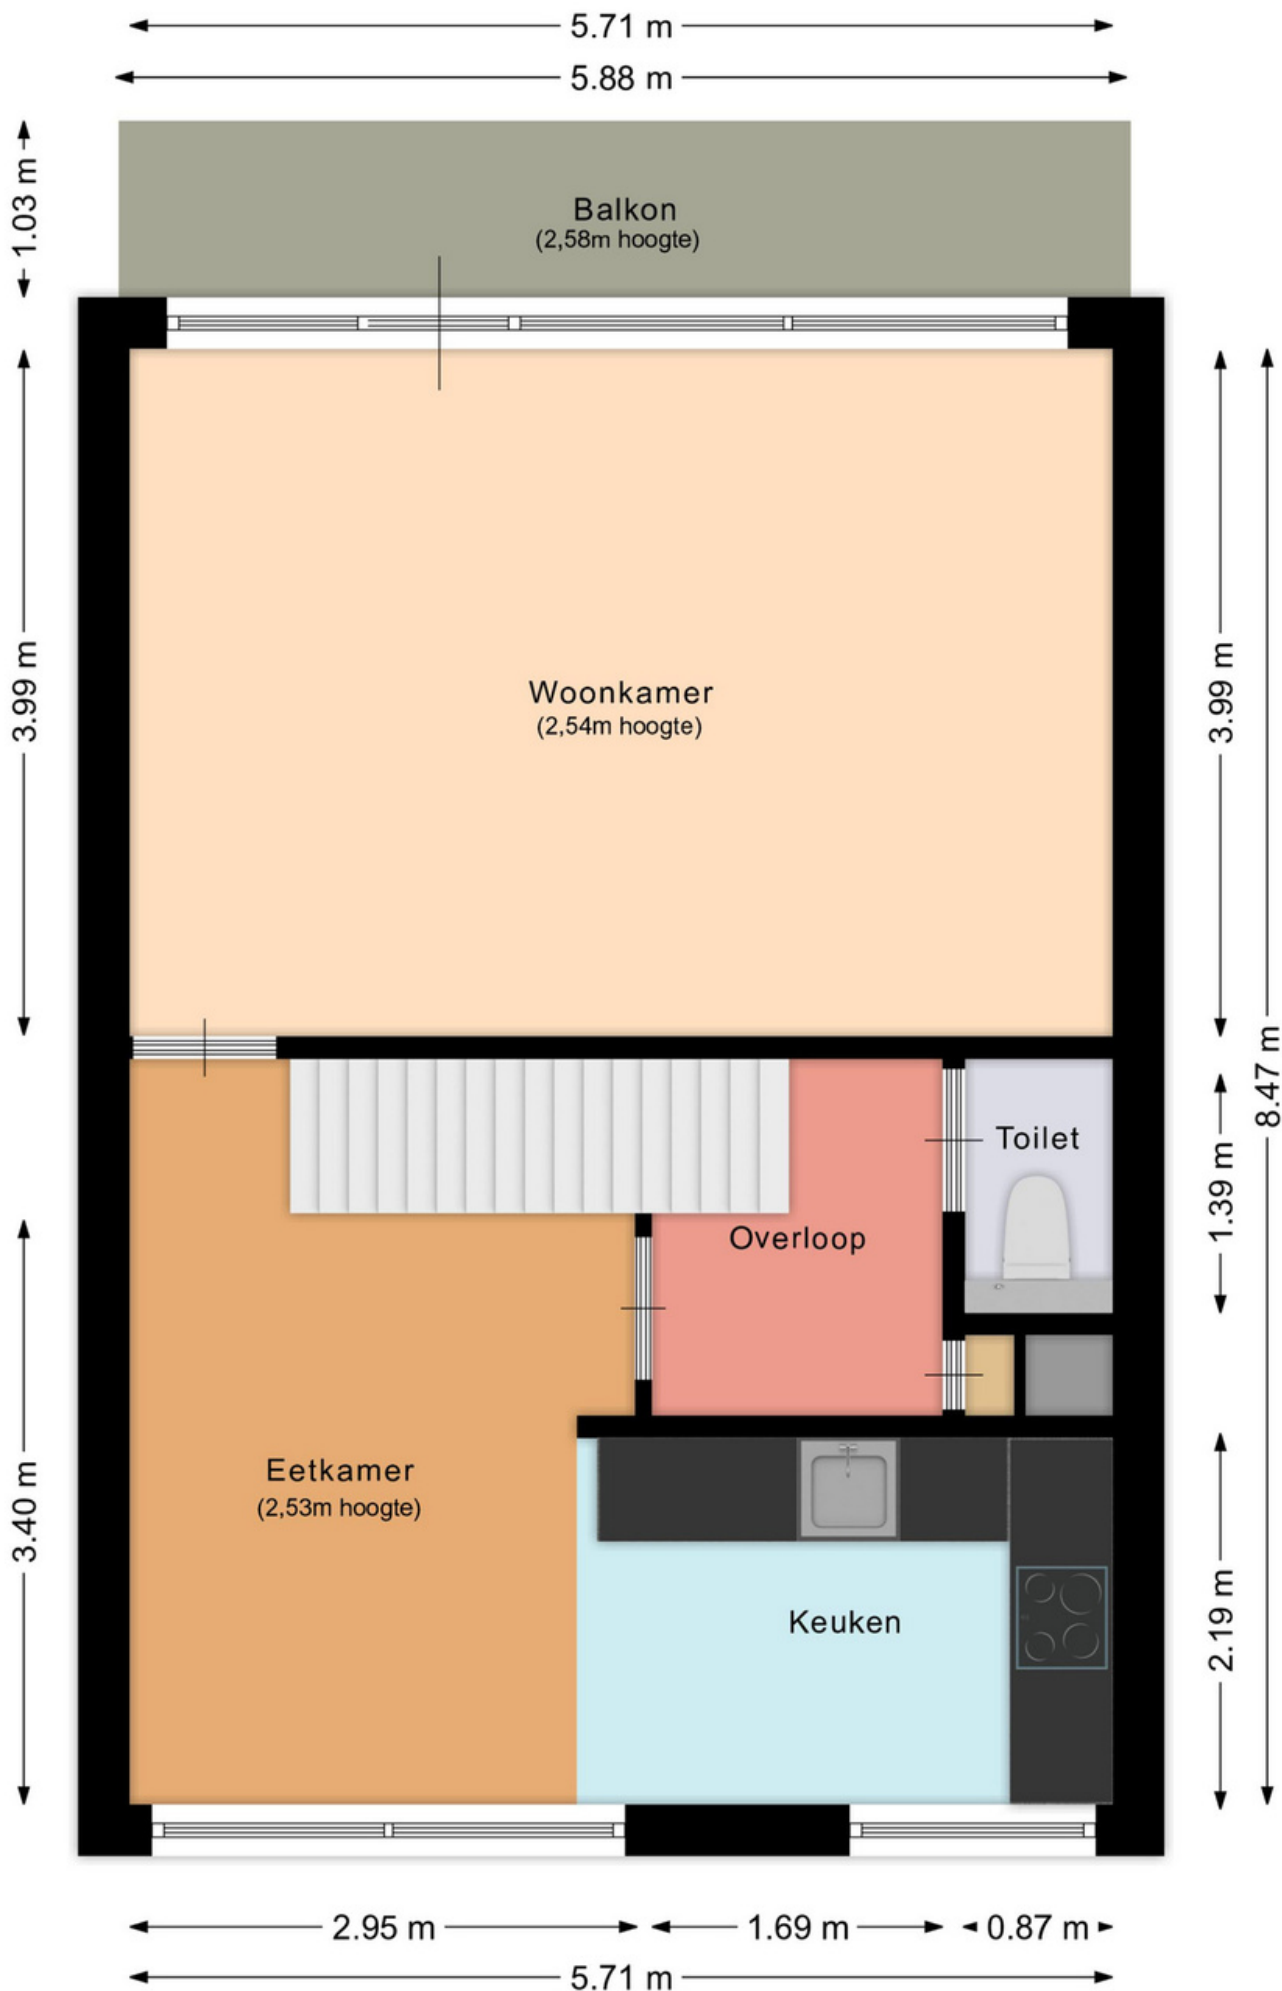 5.71 m
5.88 m
1.03 m
Balkon
(2,58m hoogte)
3.99 m
Woonkamer
(2,54m hoogte)
3.99 m
8.47 m
Toilet
1.39 m
Overloop
Eetkamer
(2,53m hoogte)
3.40 m
Keuken
2.19 m
2.95 m
1.69 m
0.87 m
5.71 m